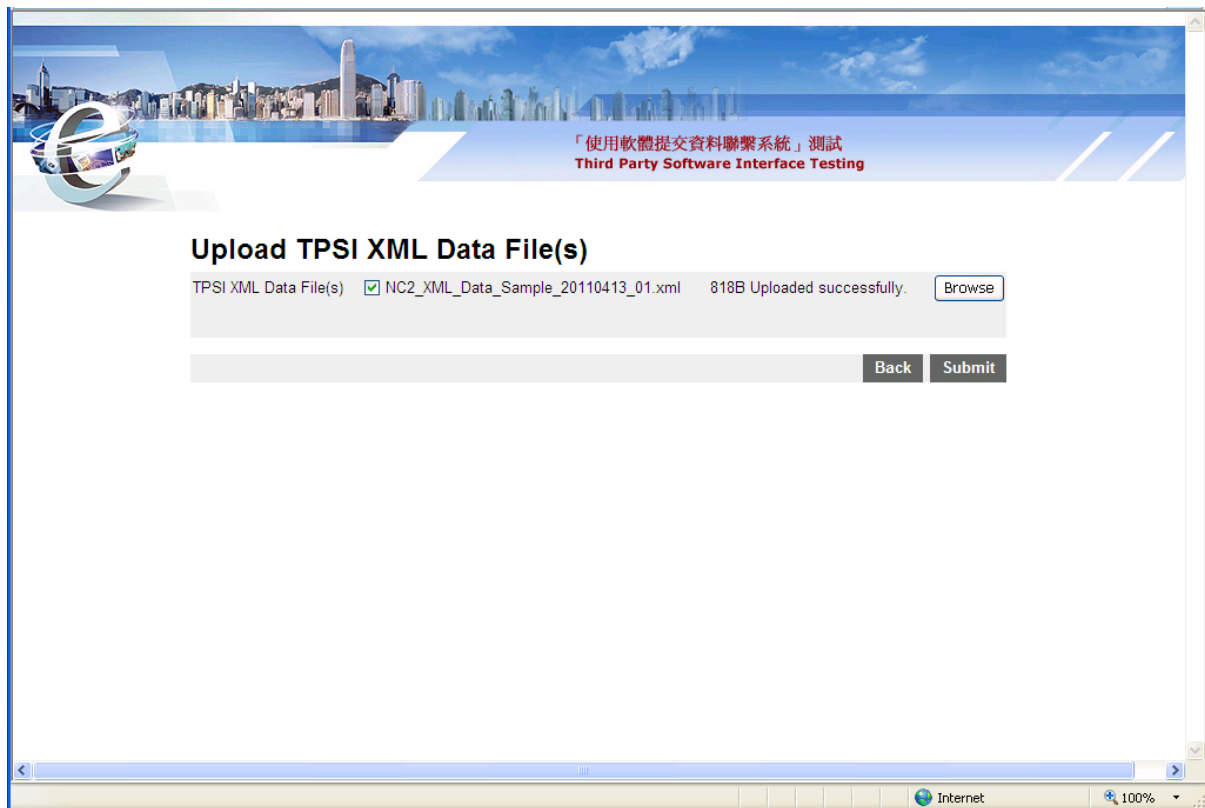 「使用軟體提交資料聯繫系統」測試
Third Party Software Interface Testing
Upload TPSI XML Data File(s)
TPSI XML Data File(s) NC2_XML_Data_Sample_20110413_01.xml 818B Uploaded successfully. Browse
Back Submit
Internet 100%